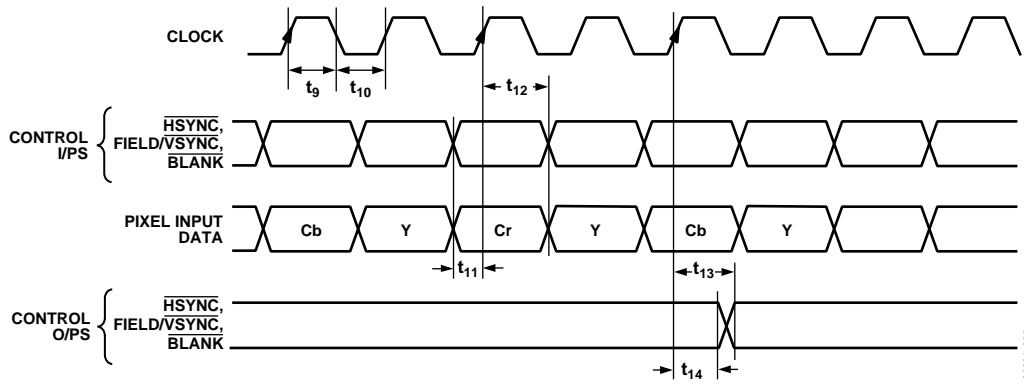 CLOCK
t9 t10 t12
CONTROL
I/PS
HSYNC,
FIELD/VSYNC,
BLANK
PIXEL INPUT
DATA
Cb Y Cr Y Cb Y
t11 t13
CONTROL
O/PS
HSYNC,
FIELD/VSYNC,
BLANK
t14